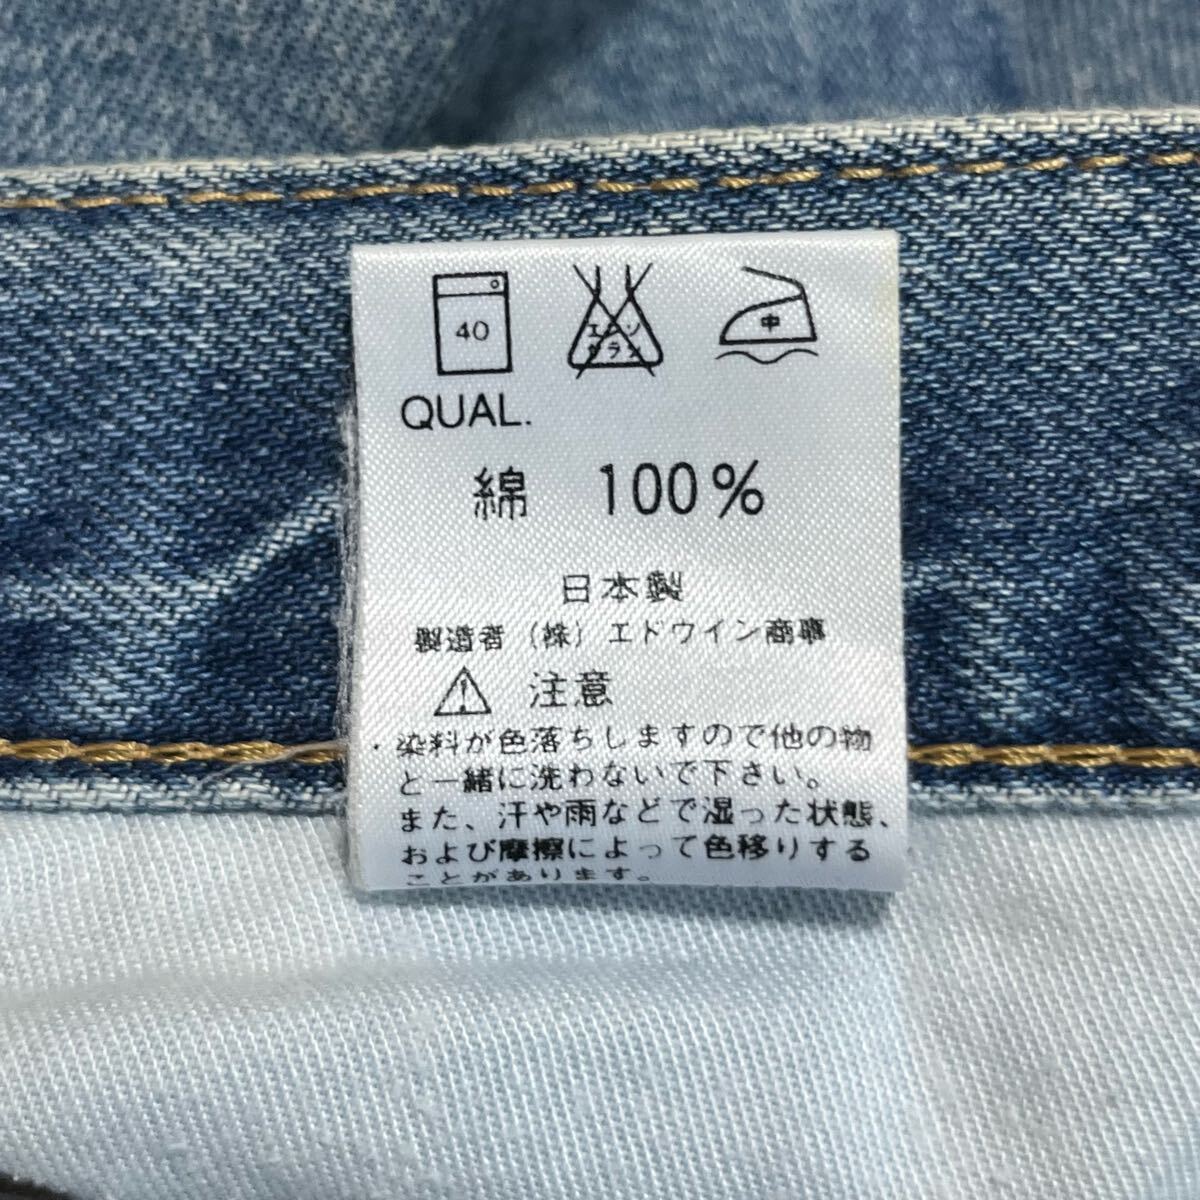 40
エンソ
サラシ
中
QUAL.
綿 100%
日本製
製造者 (株) エドウイン商事
注意
・染料が色落ちしますので他の物
と一緒に洗わないで下さい。
また、汗や雨などで湿った状態、
および摩擦によって色移りする
ことがあります。